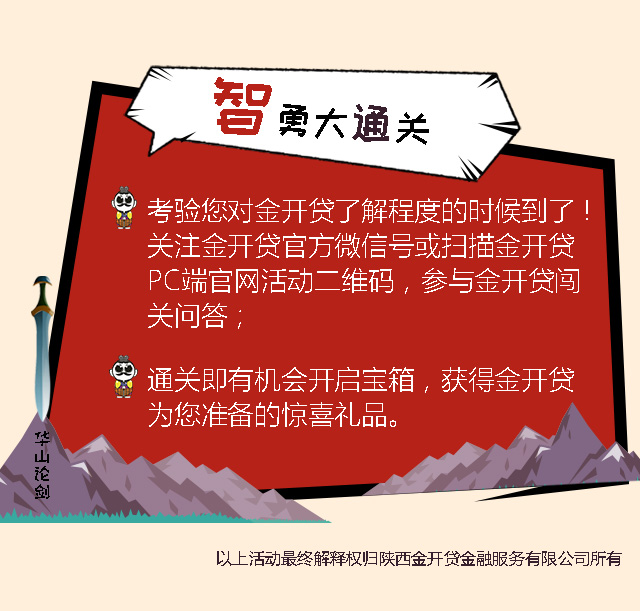 智勇大通关
考验您对金开贷了解程度的时候到了！
关注金开贷官方微信号或扫描金开贷
PC端官网活动二维码，参与金开贷闯
关问答；
通关即有机会开启宝箱，获得金开贷
为您准备的惊喜礼品。
华山沦剑
以上活动最终解释权归陕西金开贷金融服务有限公司所有